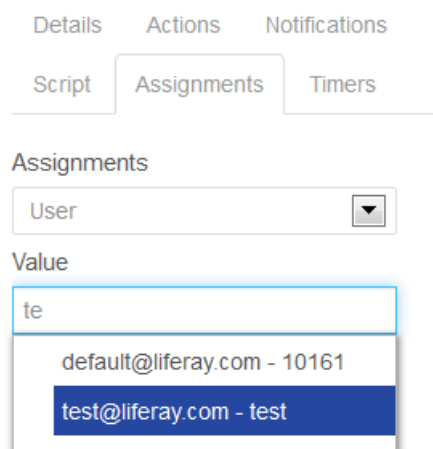 Details Actions Notifications
Script Assignments Timers
Assignments
User
Value
te
default@liferay.com - 10161
test@liferay.com - test